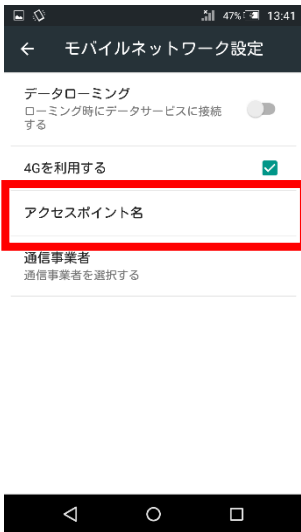 47% 13:41
モバイルネットワーク設定
データローミング
ローミング時にデータサービスに接続
する
4Gを利用する
アクセスポイント名
通信事業者
通信事業者を選択する